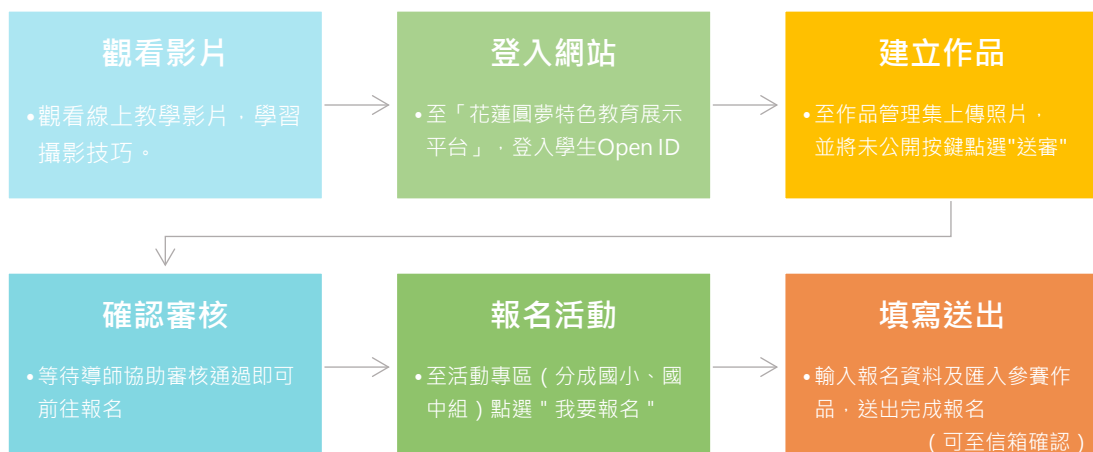 觀看影片
•觀看線上教學影片，學習
攝影技巧。
登入網站
•至「花蓮圓夢特色教育展示
平台」，登入學生Open ID
建立作品
•至作品管理集上傳照片，
並將未公開按鍵點選"送審"
確認審核
•等待導師協助審核通過即可
前往報名
報名活動
•至活動專區（分成國小、國
中組）點選＂我要報名＂
填寫送出
•輸入報名資料及匯入參賽作
品，送出完成報名
（可至信箱確認）